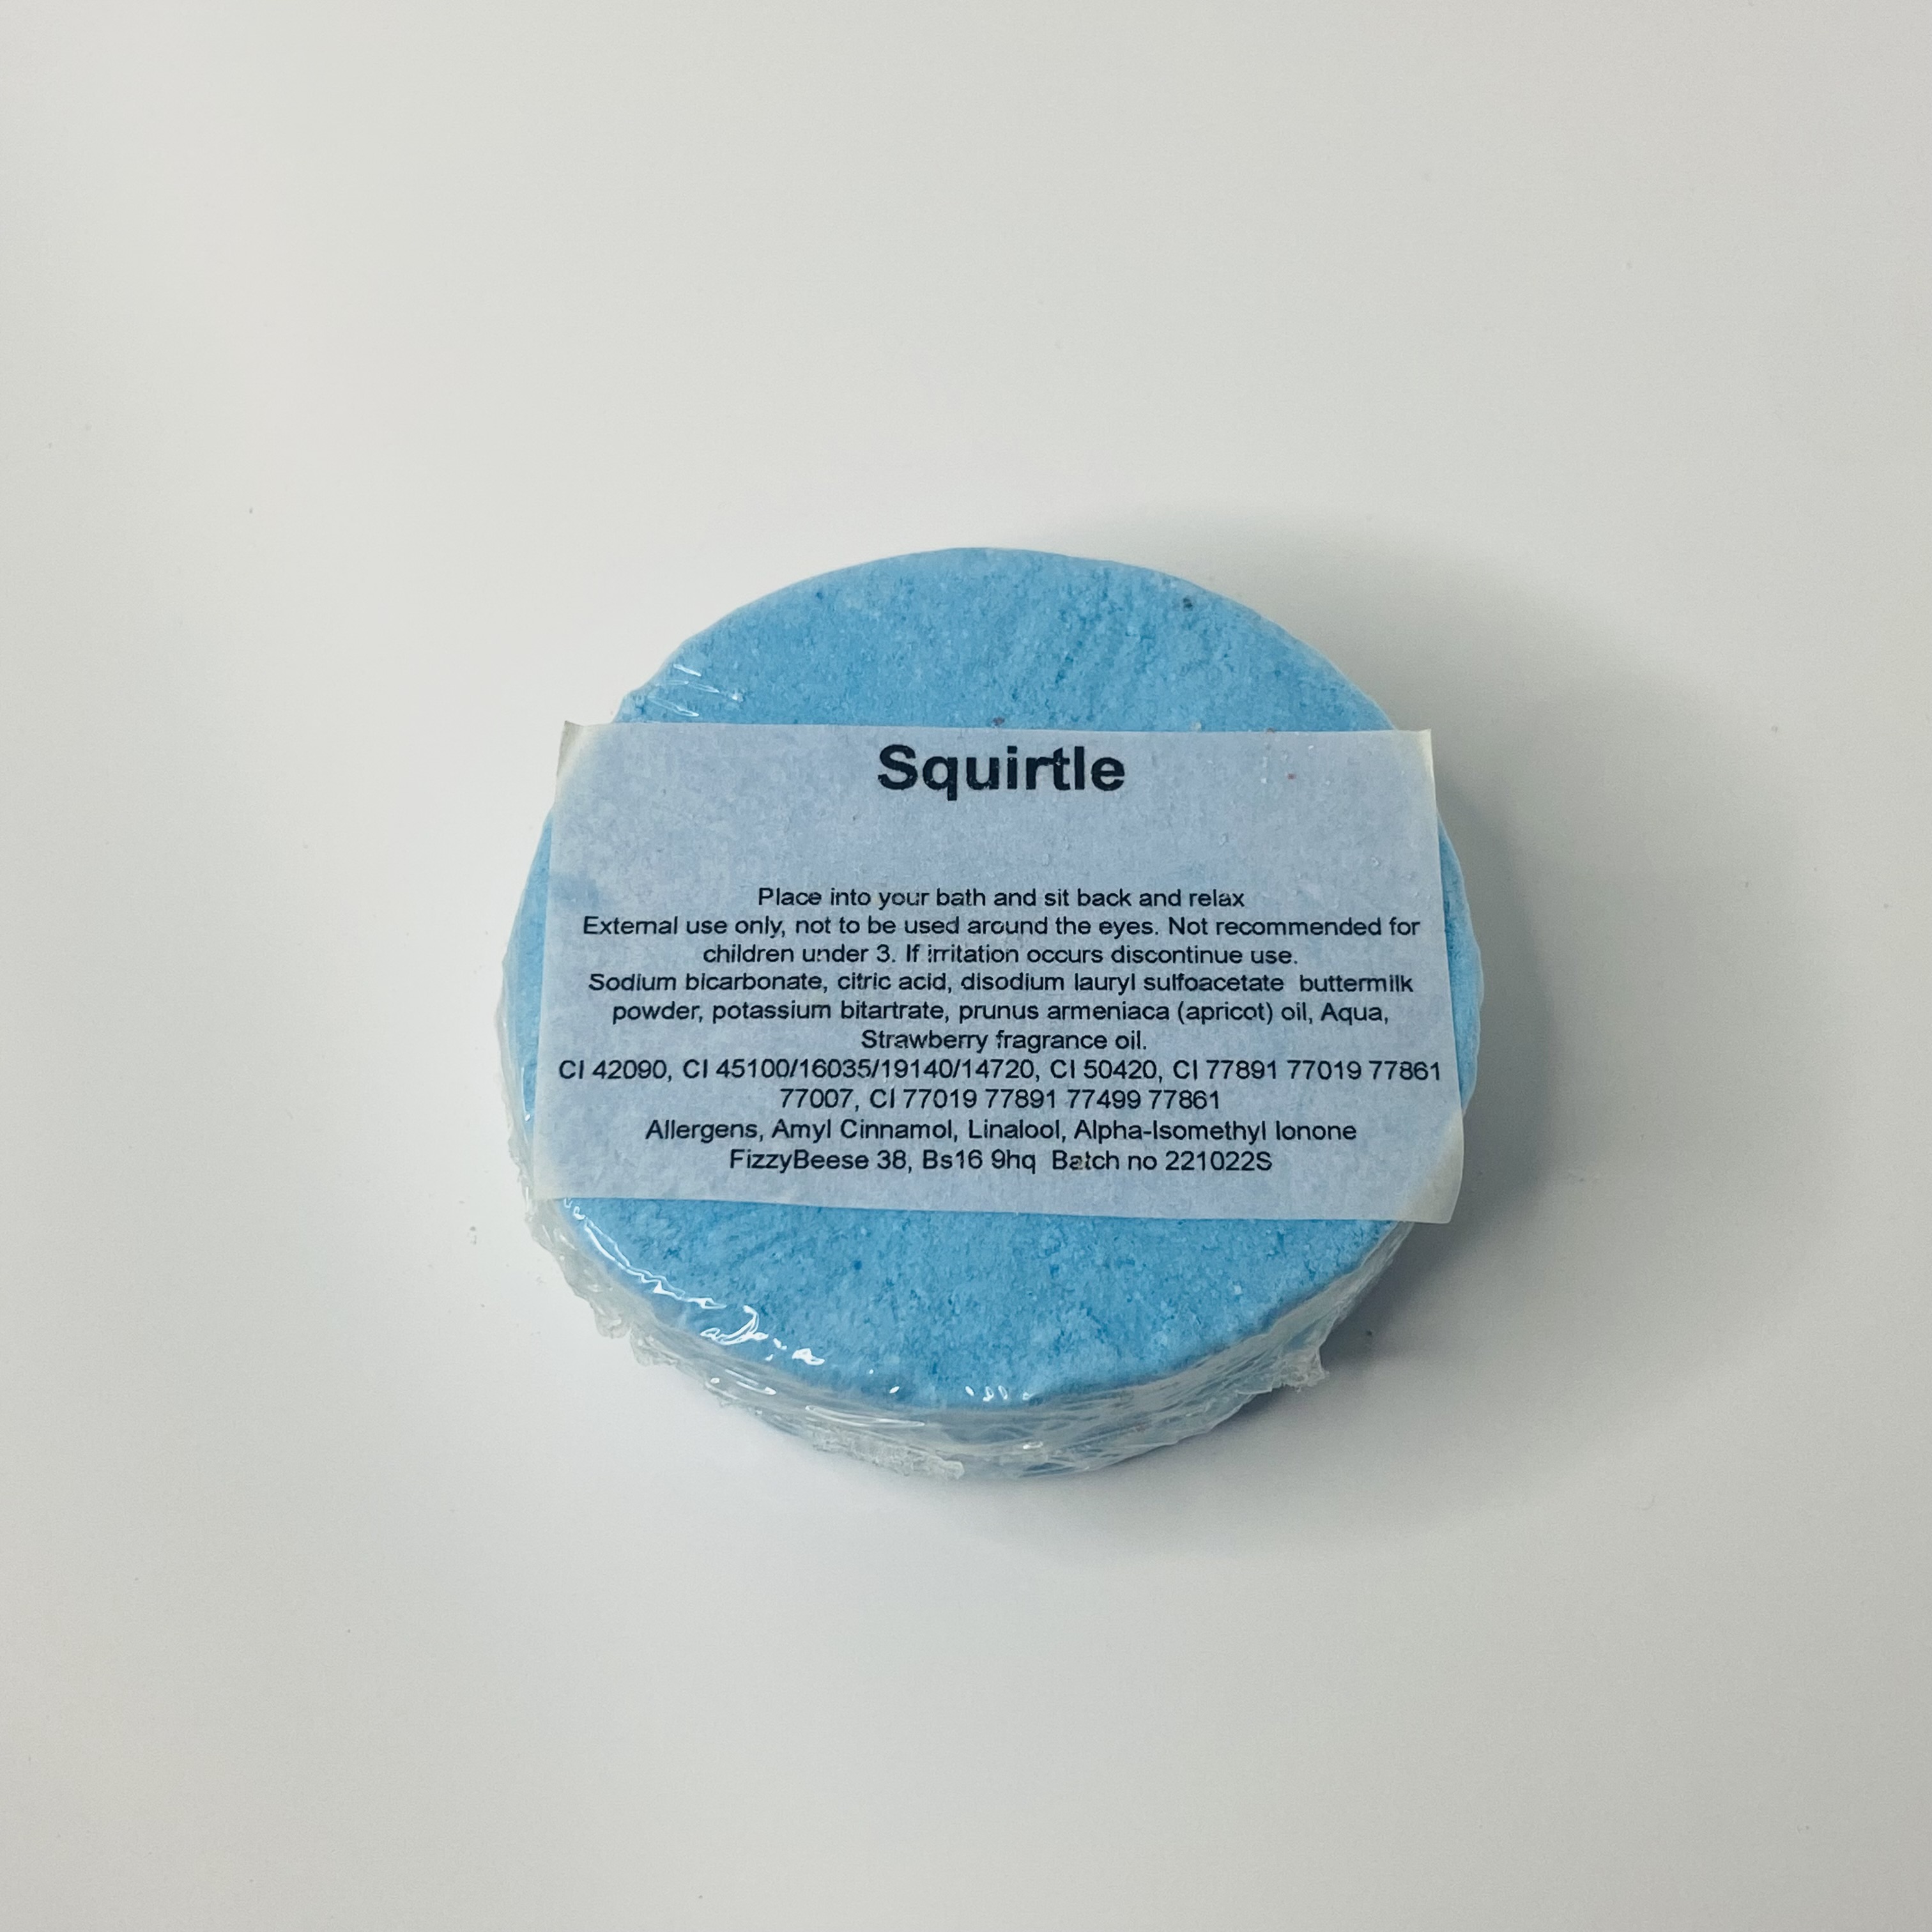 Squirtle
Place into your bath and sit back and relax
External use only, not to be used around the eyes. Not recommended for
children under 3. If irritation occurs discontinue use.
Sodium bicarbonate, citric acid, disodium lauryl sulfoacetate buttermilk
powder, potassium bitartrate, prunus armeniaca (apricot) oil, Aqua,
Strawberry fragrance oil.
CI 42090, CI 45100/16035/19140/14720, CI 50420, CI 77891 77019 77861
77007, CI 77019 77891 77499 77861
Allergens, Amyl Cinnamol, Linalool, Alpha-Isomethyl Ionone
FizzyBeese 38, Bs16 9hq Batch no 221022S